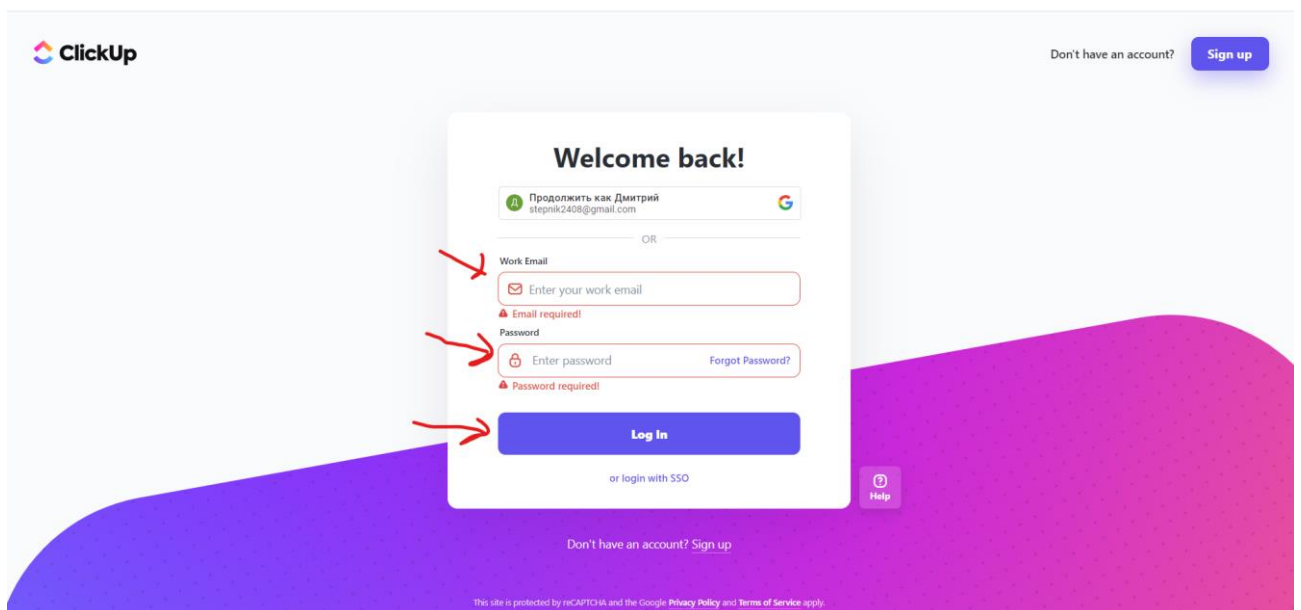 ClickUp
Don't have an account? Sign up
Welcome back!
Д Продолжить как Дмитрий
stepnik2408@gmail.com
OR
Work Email
Enter your work email
Email required!
Password
Enter password Forgot Password?
Password required!
Log In
or login with SSO
Help
Don't have an account? Sign up
This site is protected by reCAPTCHA and the Google Privacy Policy and Terms of Service apply.